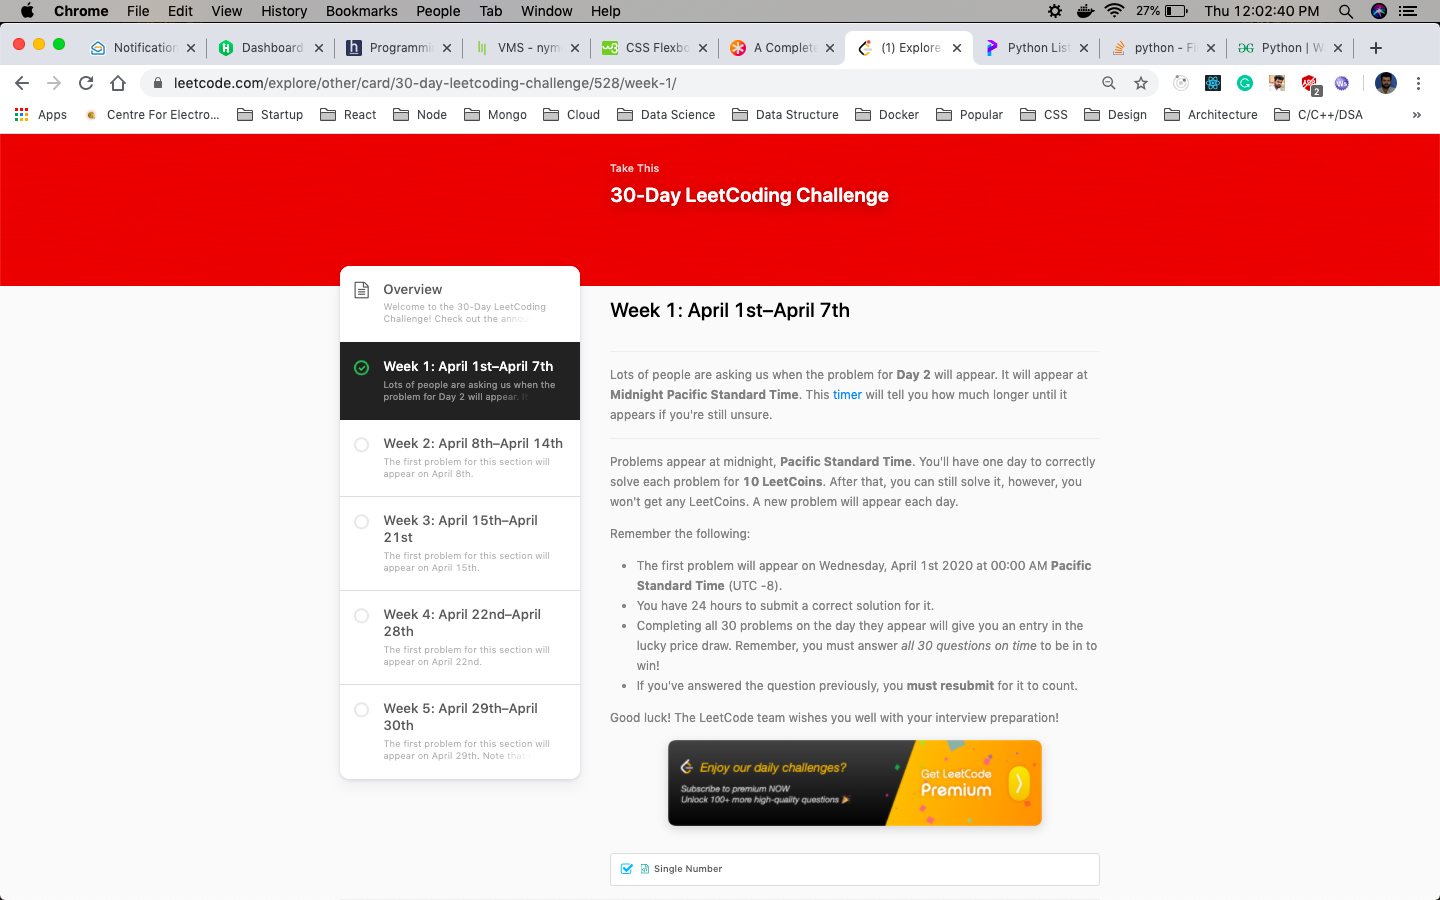 Chrome File Edit View History Bookmarks People Tab Window Help 27% Thu 12:02:40 PM
Notification Dashboard Programmi VMS - nym CSS Flexbo A Complete (1) Explore Python List python - Fi Python | W
leetcode.com/explore/other/card/30-day-leetcoding-challenge/528/week-1/
2
Apps Centre For Electro... Startup React Node Mongo Cloud Data Science Data Structure Docker Popular CSS Design Architecture C/C++/DSA »
Take This
30-Day LeetCoding Challenge
Overview
Welcome to the 30-Day LeetCoding
Challenge! Check out the annou
Week 1: April 1st–April 7th
Lots of people are asking us when the
problem for Day 2 will appear. It
Week 2: April 8th–April 14th
The first problem for this section will
appear on April 8th.
Week 3: April 15th–April
21st
The first problem for this section will
appear on April 15th.
Week 4: April 22nd–April
28th
The first problem for this section will
appear on April 22nd.
Week 5: April 29th–April
30th
The first problem for this section will
appear on April 29th. Note that
Week 1: April 1st–April 7th
Lots of people are asking us when the problem for Day 2 will appear. It will appear at
Midnight Pacific Standard Time. This timer will tell you how much longer until it
appears if you're still unsure.
Problems appear at midnight, Pacific Standard Time. You'll have one day to correctly
solve each problem for 10 LeetCoins. After that, you can still solve it, however, you
won't get any LeetCoins. A new problem will appear each day.
Remember the following:
• The first problem will appear on Wednesday, April 1st 2020 at 00:00 AM Pacific
Standard Time (UTC -8).
• You have 24 hours to submit a correct solution for it.
• Completing all 30 problems on the day they appear will give you an entry in the
lucky price draw. Remember, you must answer all 30 questions on time to be in to
win!
• If you've answered the question previously, you must resubmit for it to count.
Good luck! The LeetCode team wishes you well with your interview preparation!
Enjoy our daily challenges?
Subscribe to premium NOW
Unlock 100+ more high-quality questions 🎉
Get LeetCode
Premium
Single Number